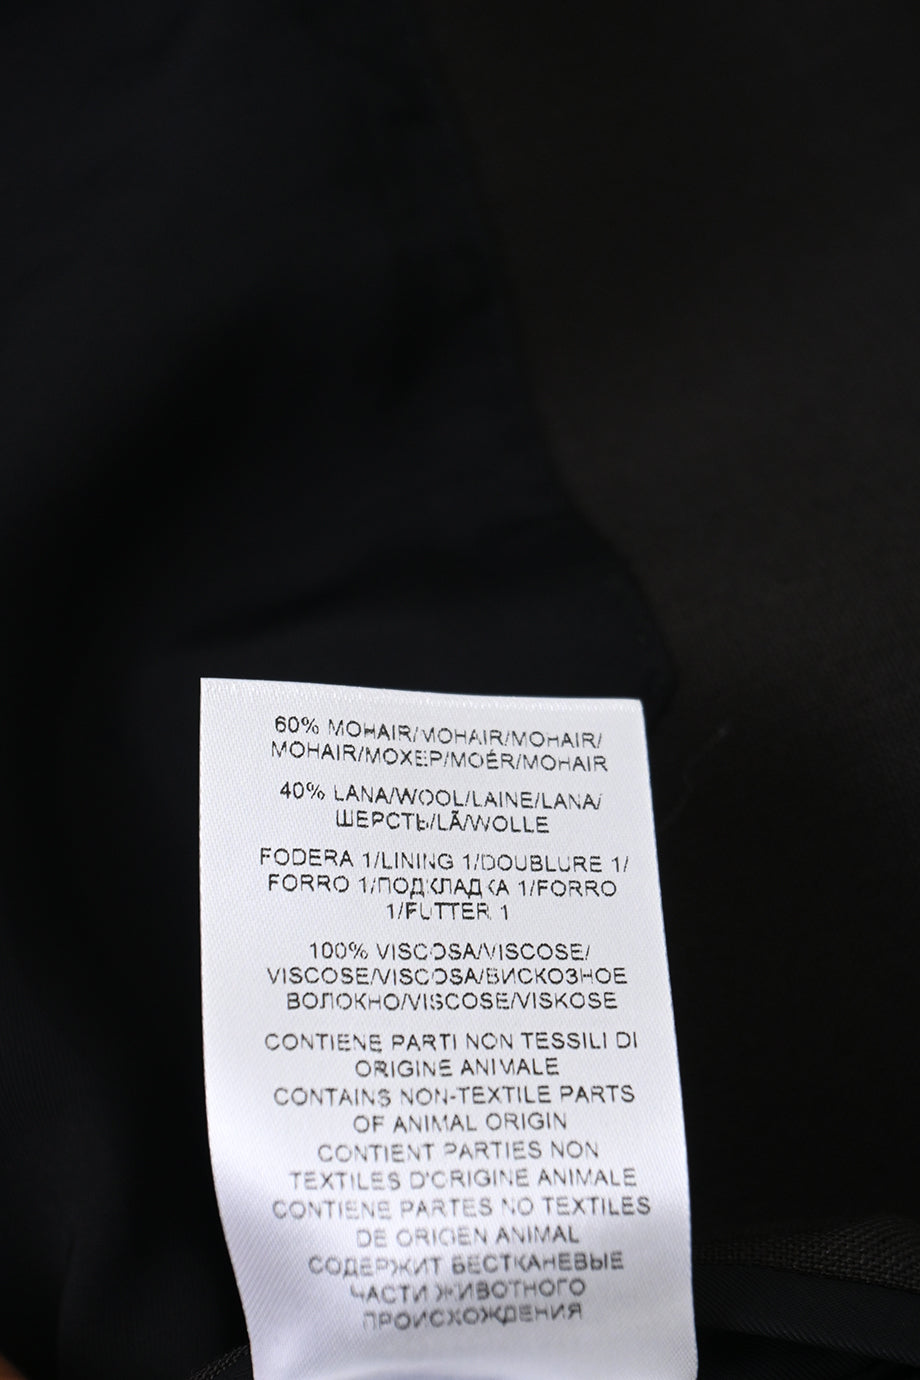 60% MOHAIR/MOHAIR/MOHAIR/
MOHAIR/МОХЕР/MOÉR/MOHAIR
40% LANA/WOOL/LAINE/LANA/
ШЕРСТЬ/LÃ/WOLLE
FODERA 1/LINING 1/DOUBLURE 1/
FORRO 1/ПОДКЛАДКА 1/FORRO
1/FUTTER 1
100% VISCOSA/VISCOSE/
VISCOSE/VISCOSA/ВИСКОЗНОЕ
ВОЛОКНО/VISCOSE/VISKOSE
CONTIENE PARTI NON TESSILI DI
ORIGINE ANIMALE
CONTAINS NON-TEXTILE PARTS
OF ANIMAL ORIGIN
CONTIENT PARTIES NON
TEXTILES D'ORIGINE ANIMALE
CONTIENE PARTES NO TEXTILES
DE ORIGEN ANIMAL
СОДЕРЖИТ БЕСТКАНЕВЫЕ
ЧАСТИ ЖИВОТНОГО
ПРОИСХОЖДЕНИЯ